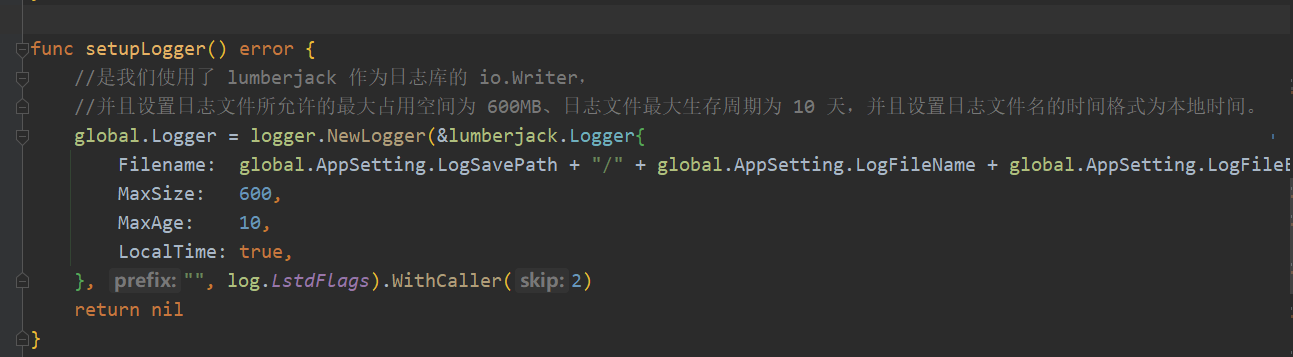 func setupLogger() error {
//是我们使用了 lumberjack 作为日志库的 io.Writer，
//并且设置日志文件所允许的最大占用空间为 600MB、日志文件最大生存周期为 10 天，并且设置日志文件名的时间格式为本地时间。
global.Logger = logger.NewLogger(&lumberjack.Logger{
Filename: global.AppSetting.LogSavePath + "/" + global.AppSetting.LogFileName + global.AppSetting.LogFileE
MaxSize: 600,
MaxAge: 10,
LocalTime: true,
}, prefix: "", log.LstdFlags).WithCaller( skip: 2)
return nil
}